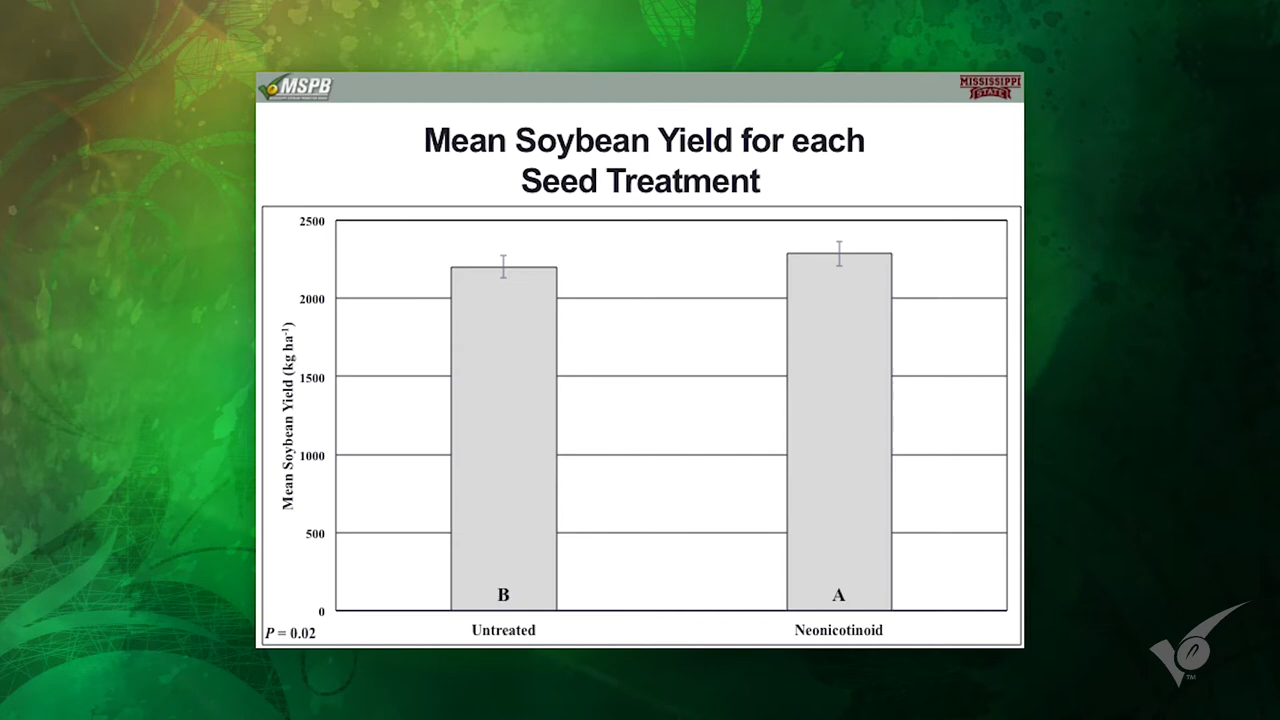 MSPB
MISSISSIPPI
STATE
Mean Soybean Yield for each
Seed Treatment
Mean Soybean Yield (kg ha⁻¹)
2500
2000
1500
1000
500
0
B
A
P = 0.02
Untreated
Neonicotinoid
TM